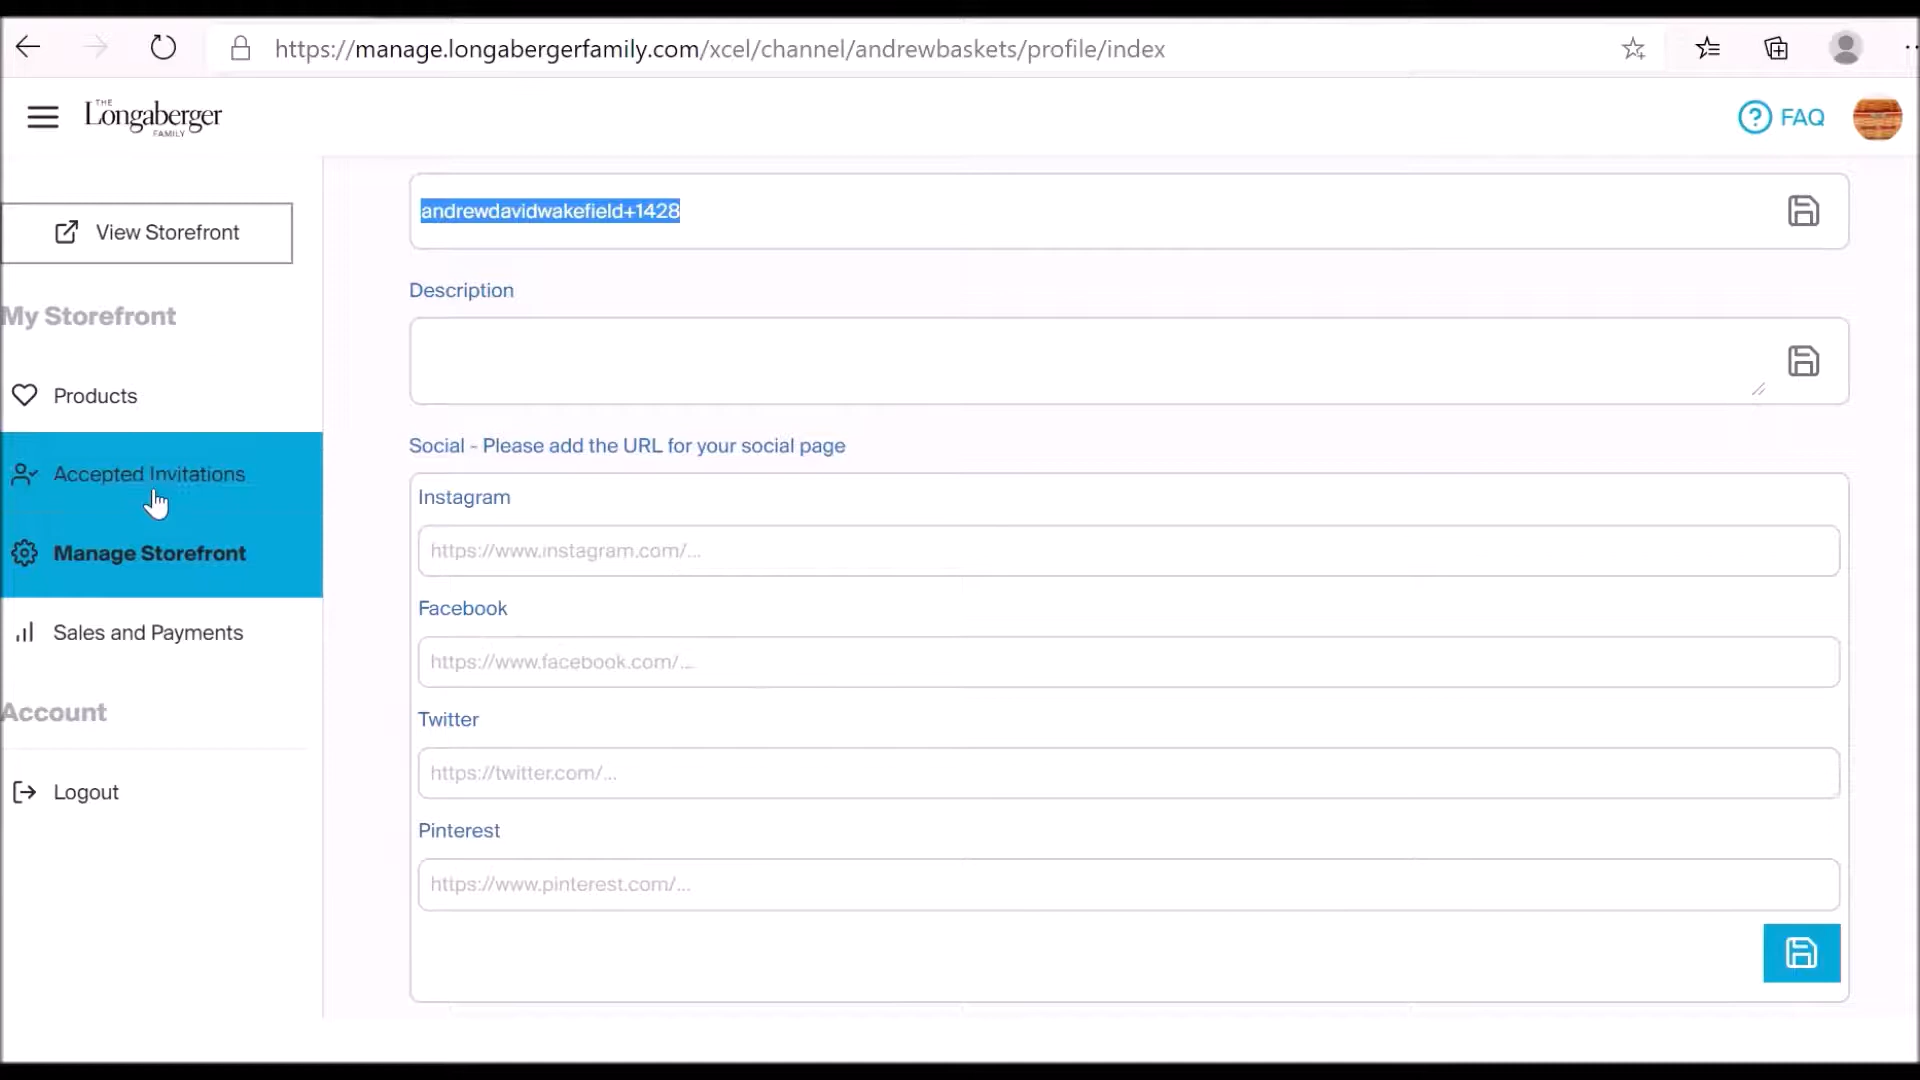 https://manage.longabergerfamily.com/xcel/channel/andrewbaskets/profile/index
THE
Longaberger
FAMILY
FAQ
View Storefront
My Storefront
Products
Accepted Invitations
Manage Storefront
Sales and Payments
Account
Logout
andrewdavidwakefield+1428
Description
Social - Please add the URL for your social page
Instagram
https://www.instagram.com/...
Facebook
https://www.facebook.com/...
Twitter
https://twitter.com/...
Pinterest
https://www.pinterest.com/...